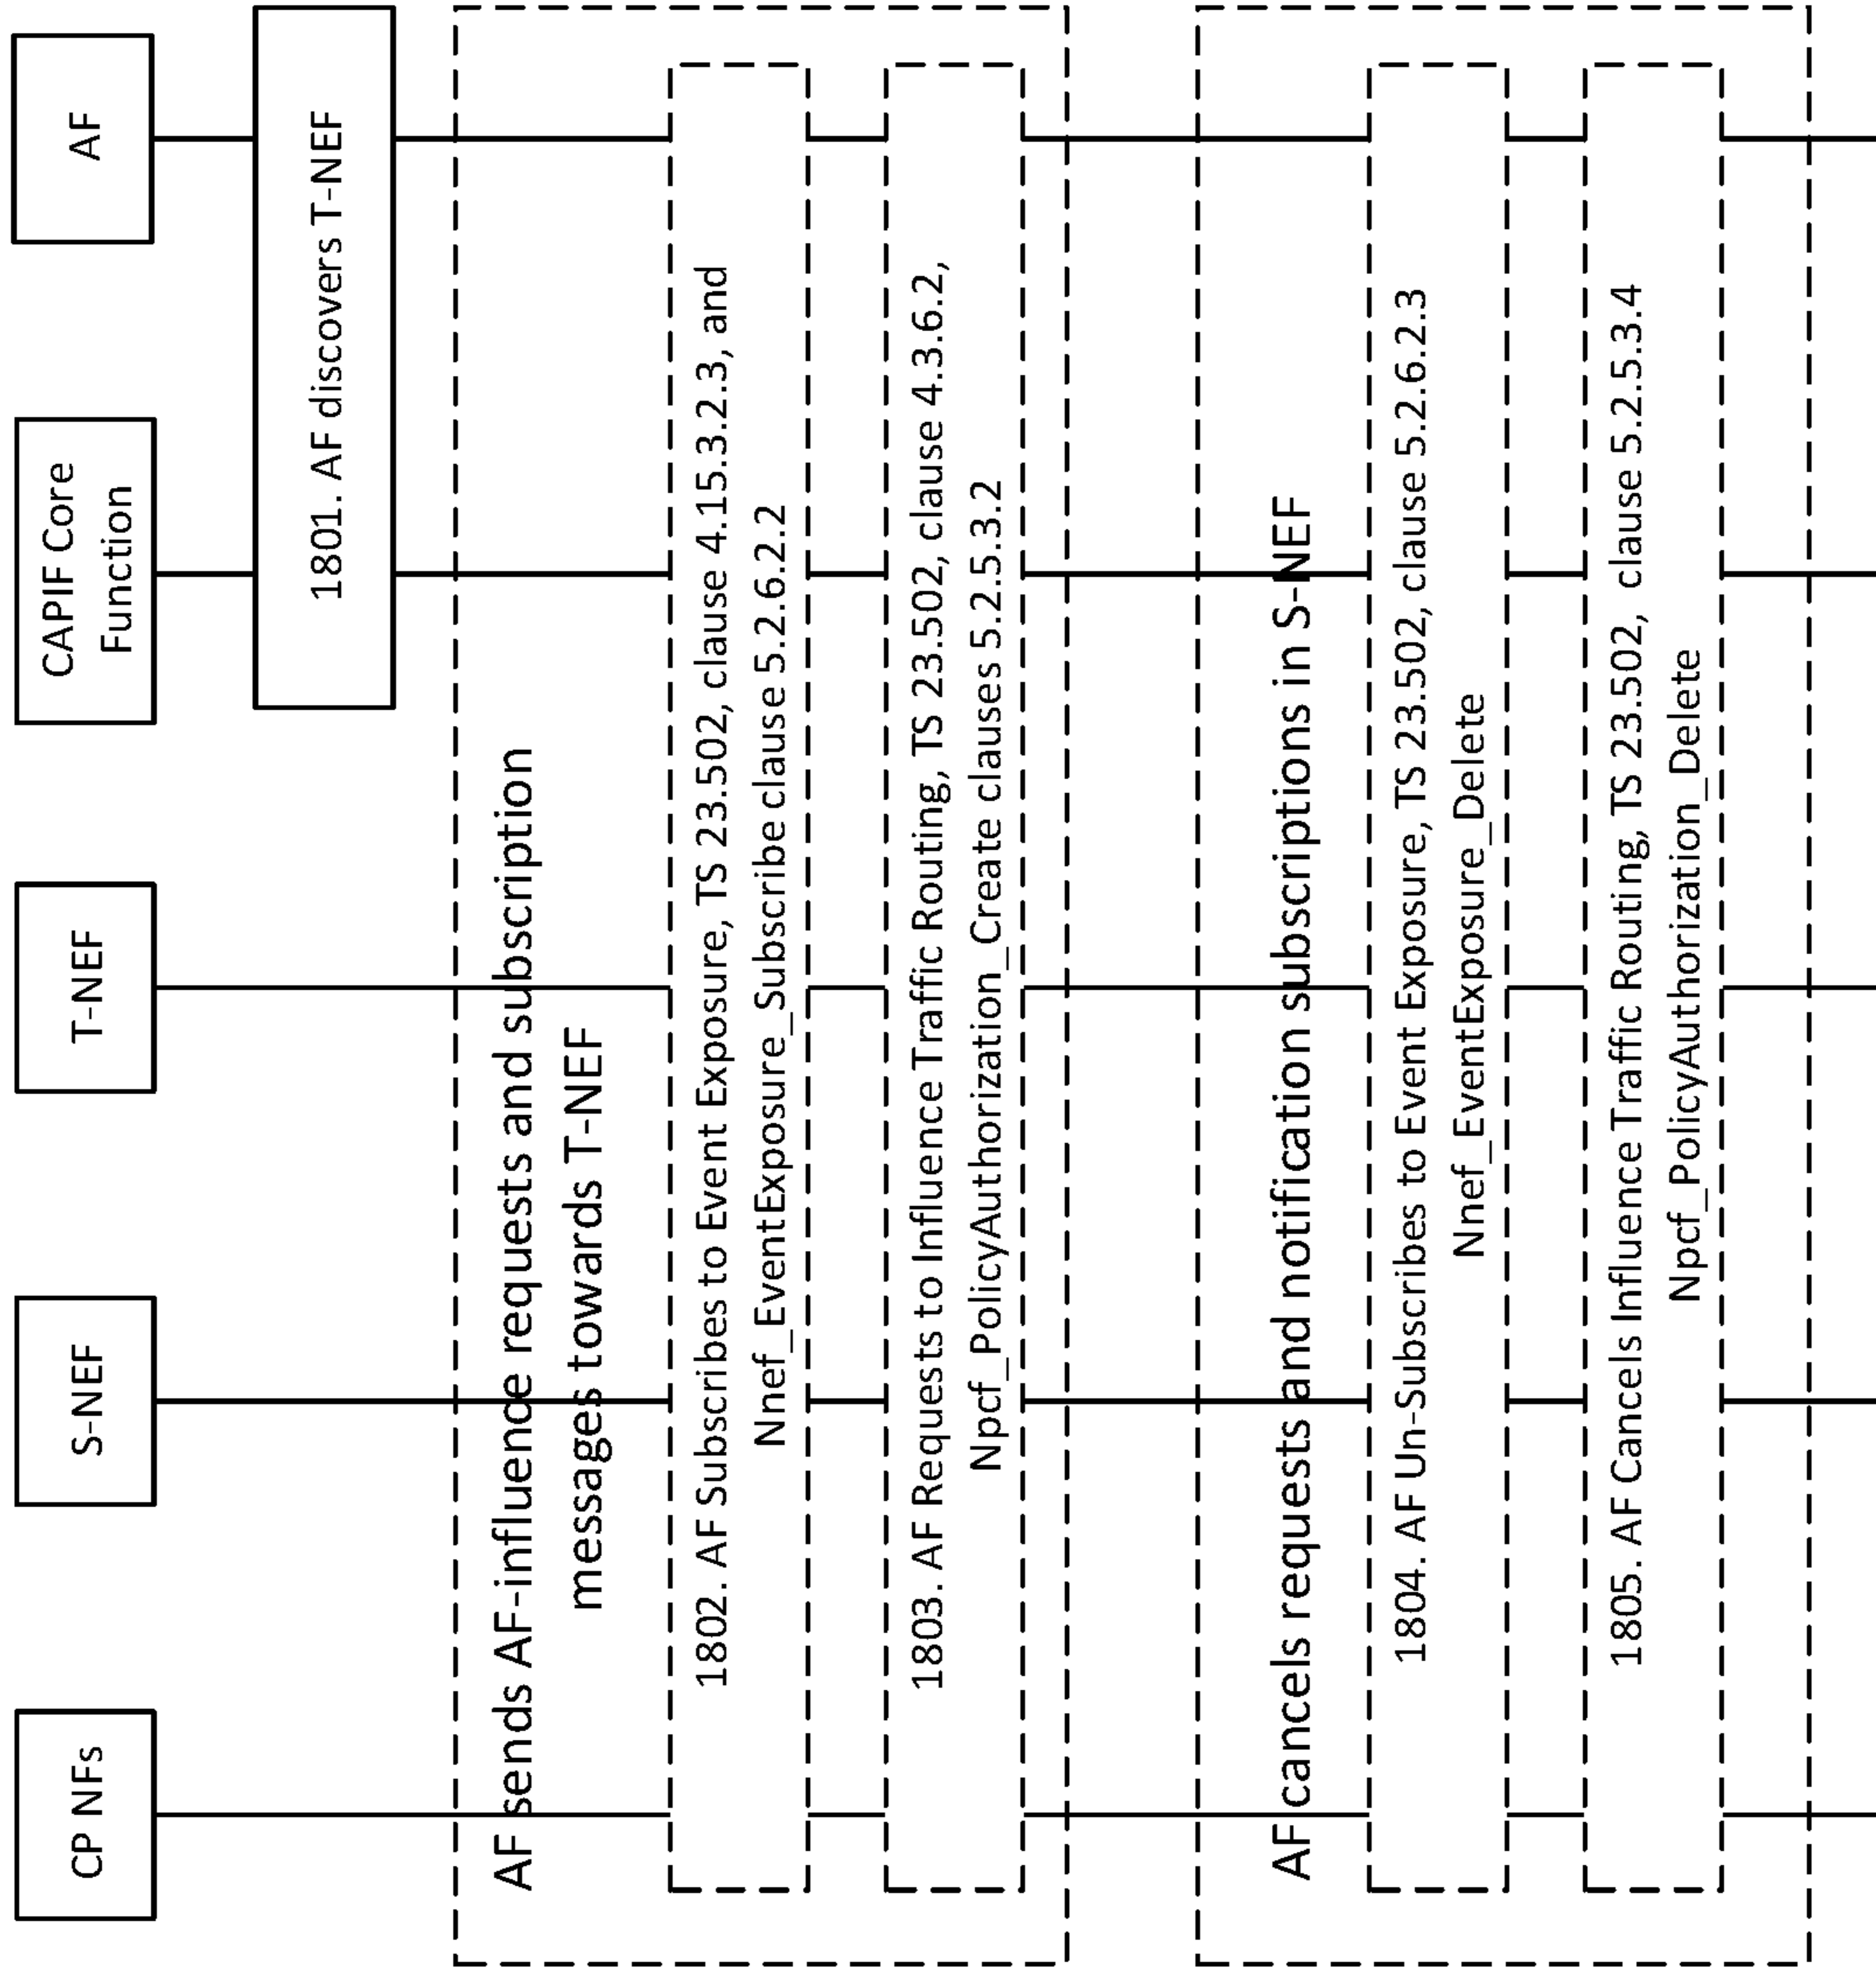 CP NFs
S-NEF
T-NEF
CAPIF Core
Function
AF
1801. AF discovers T-NEF
AF sends AF-influence requests and subscription
messages towards T-NEF
1802. AF Subscribes to Event Exposure, TS 23.502, clause 4.15.3.2.3, and
Nnef_EventExposure_Subscribe clause 5.2.6.2.2
1803. AF Requests to Influence Traffic Routing, TS 23.502, clause 4.3.6.2,
Npcf_PolicyAuthorization_Create clauses 5.2.5.3.2
AF cancels requests and notification subscriptions in S-NEF
1804. AF Un-Subscribes to Event Exposure, TS 23.502, clause 5.2.6.2.3
Nnef_EventExposure_Delete
1805. AF Cancels Influence Traffic Routing, TS 23.502, clause 5.2.5.3.4
Npcf_PolicyAuthorization_Delete